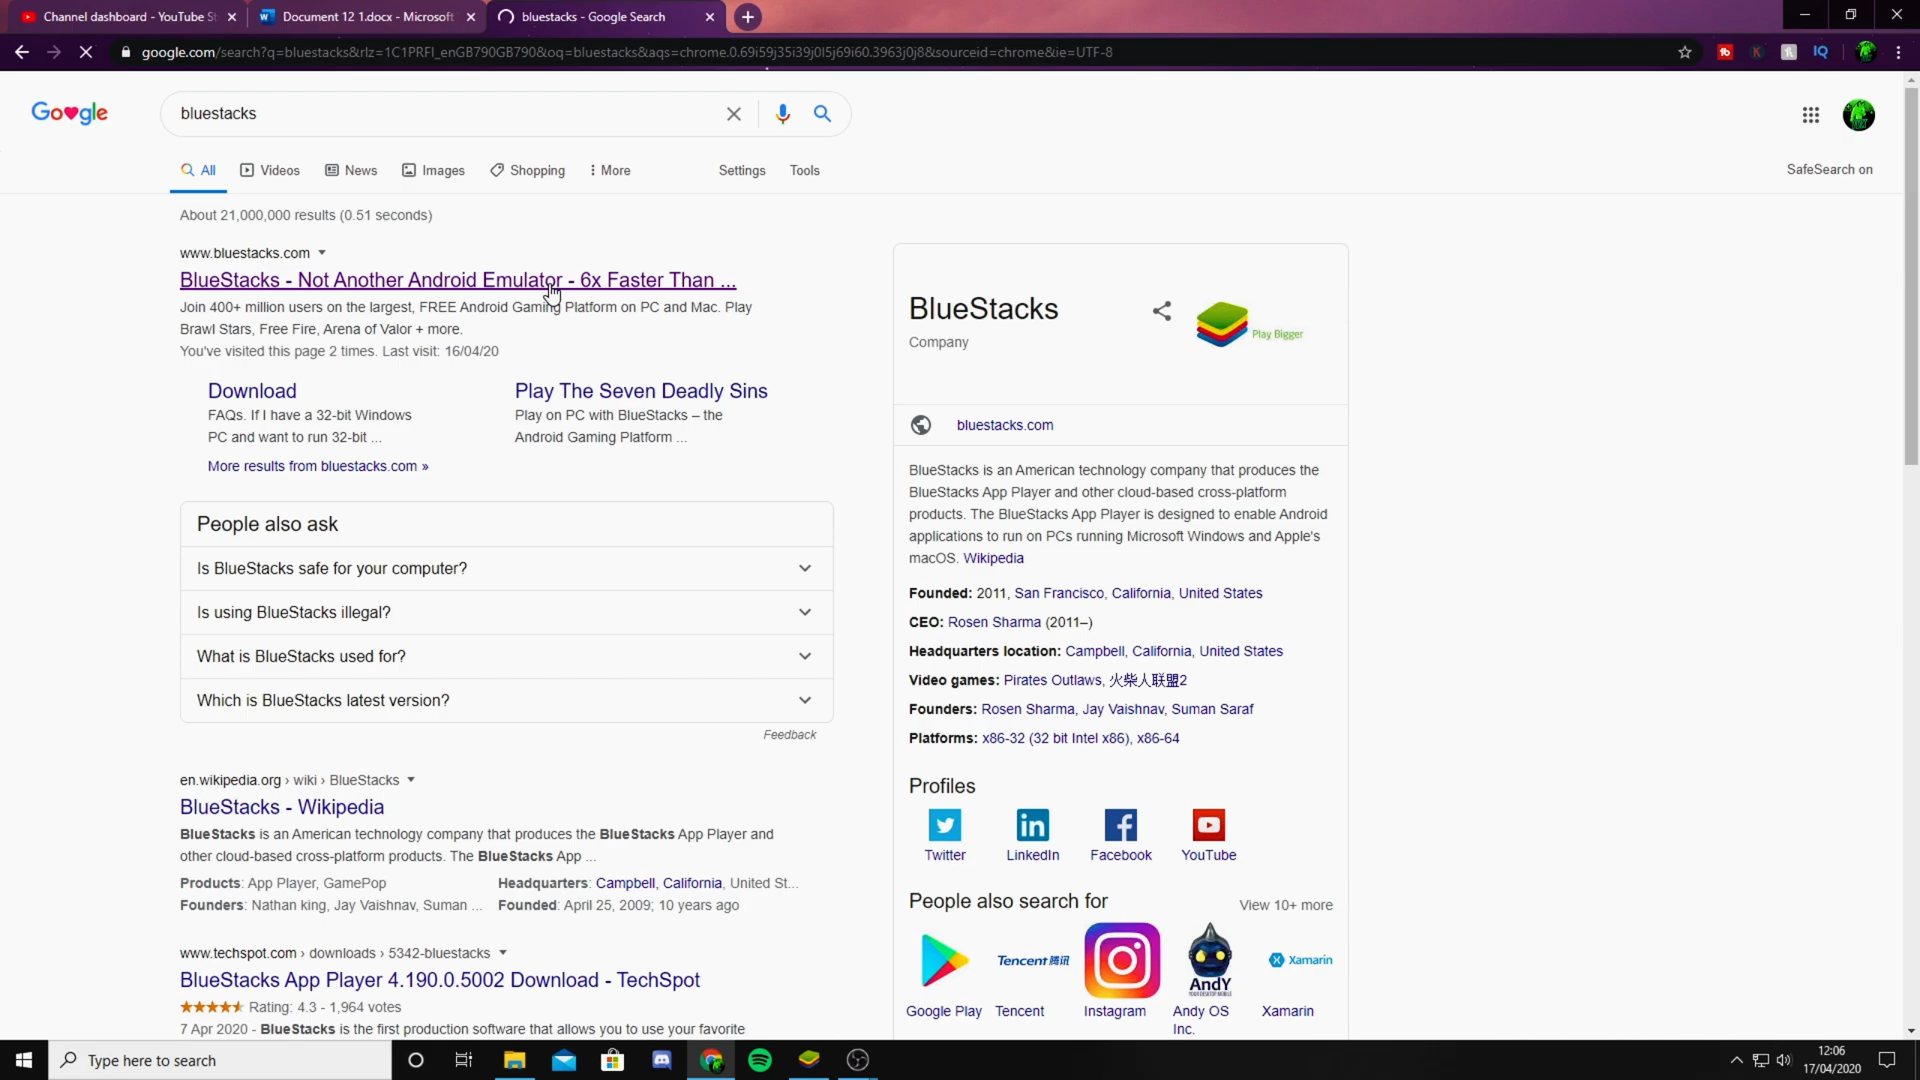 Channel dashboard - YouTube St
Document 12 1.docx - Microsoft
bluestacks - Google Search
google.com/search?q=bluestacks&rlz=1C1PRFI_enGB790GB790&oq=bluestacks&aqs=chrome.0.69i59j35i39j0l5j69i60.3963j0j8&sourceid=chrome&ie=UTF-8
IQ
Google
bluestacks
All
Videos
News
Images
Shopping
More
Settings
Tools
SafeSearch on
About 21,000,000 results (0.51 seconds)
www.bluestacks.com
BlueStacks - Not Another Android Emulator - 6x Faster Than ...
Join 400+ million users on the largest, FREE Android Gaming Platform on PC and Mac. Play
Brawl Stars, Free Fire, Arena of Valor + more.
You've visited this page 2 times. Last visit: 16/04/20
Download
FAQs. If I have a 32-bit Windows
PC and want to run 32-bit ...
Play The Seven Deadly Sins
Play on PC with BlueStacks – the
Android Gaming Platform ...
More results from bluestacks.com »
People also ask
Is BlueStacks safe for your computer?
Is using BlueStacks illegal?
What is BlueStacks used for?
Which is BlueStacks latest version?
Feedback
en.wikipedia.org › wiki › BlueStacks
BlueStacks - Wikipedia
BlueStacks is an American technology company that produces the BlueStacks App Player and
other cloud-based cross-platform products. The BlueStacks App ...
Products: App Player, GamePop
Headquarters: Campbell, California, United St...
Founders: Nathan king, Jay Vaishnav, Suman ...
Founded: April 25, 2009; 10 years ago
www.techspot.com › downloads › 5342-bluestacks
BlueStacks App Player 4.190.0.5002 Download - TechSpot
Rating: 4.3 - 1,964 votes
7 Apr 2020 - BlueStacks is the first production software that allows you to use your favorite
BlueStacks
Company
Play Bigger
bluestacks.com
BlueStacks is an American technology company that produces the
BlueStacks App Player and other cloud-based cross-platform
products. The BlueStacks App Player is designed to enable Android
applications to run on PCs running Microsoft Windows and Apple's
macOS. Wikipedia
Founded: 2011, San Francisco, California, United States
CEO: Rosen Sharma (2011–)
Headquarters location: Campbell, California, United States
Video games: Pirates Outlaws, 火柴人联盟2
Founders: Rosen Sharma, Jay Vaishnav, Suman Saraf
Platforms: x86-32 (32 bit Intel x86), x86-64
Profiles
Twitter
LinkedIn
Facebook
YouTube
People also search for
View 10+ more
Tencent 腾讯
AndY
Xamarin
Google Play
Tencent
Instagram
Andy OS
Inc.
Xamarin
Type here to search
12:06
17/04/2020